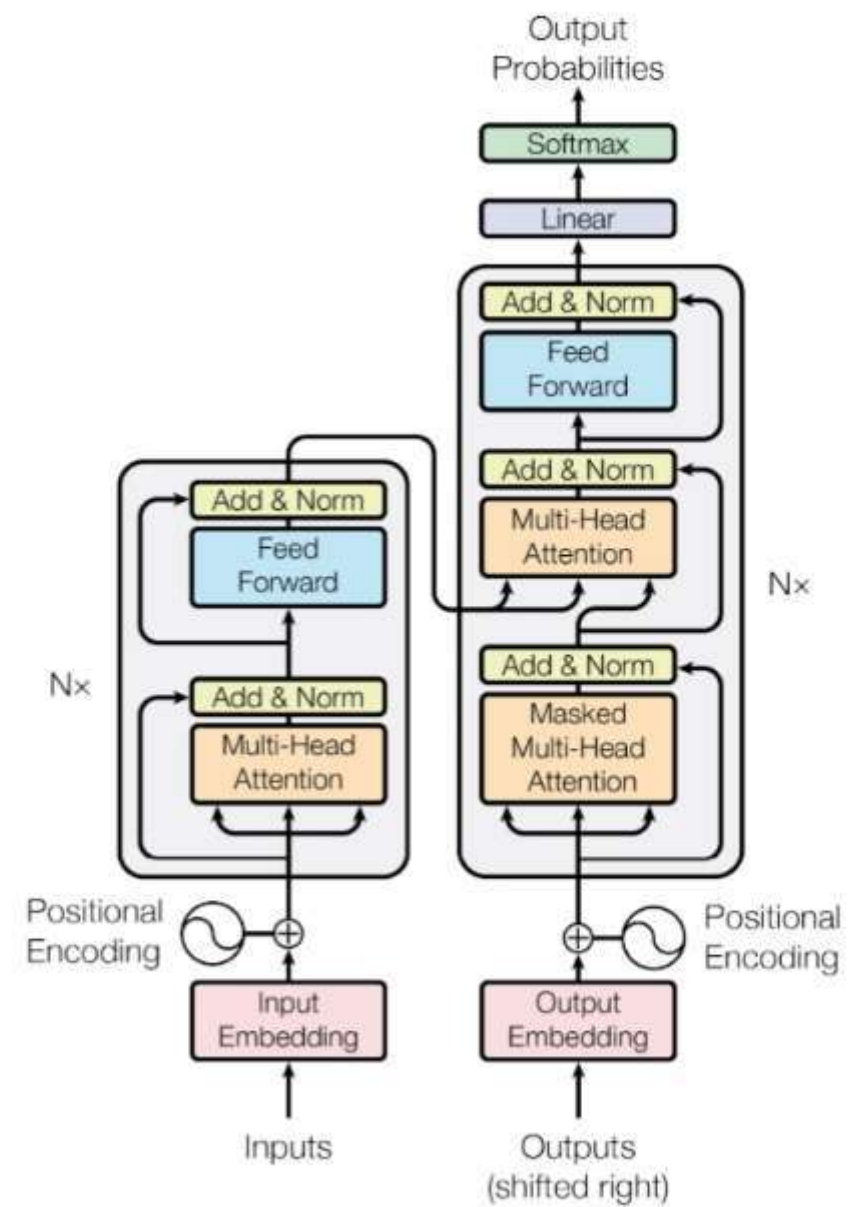 Output
Probabilities
Softmax
Linear
Add & Norm
Feed
Forward
Add & Norm
Multi-Head
Attention
Nx
Add & Norm
Masked
Multi-Head
Attention
Add & Norm
Feed
Forward
Nx
Add & Norm
Multi-Head
Attention
Positional
Encoding
Positional
Encoding
Input
Embedding
Output
Embedding
Inputs
Outputs
(shifted right)